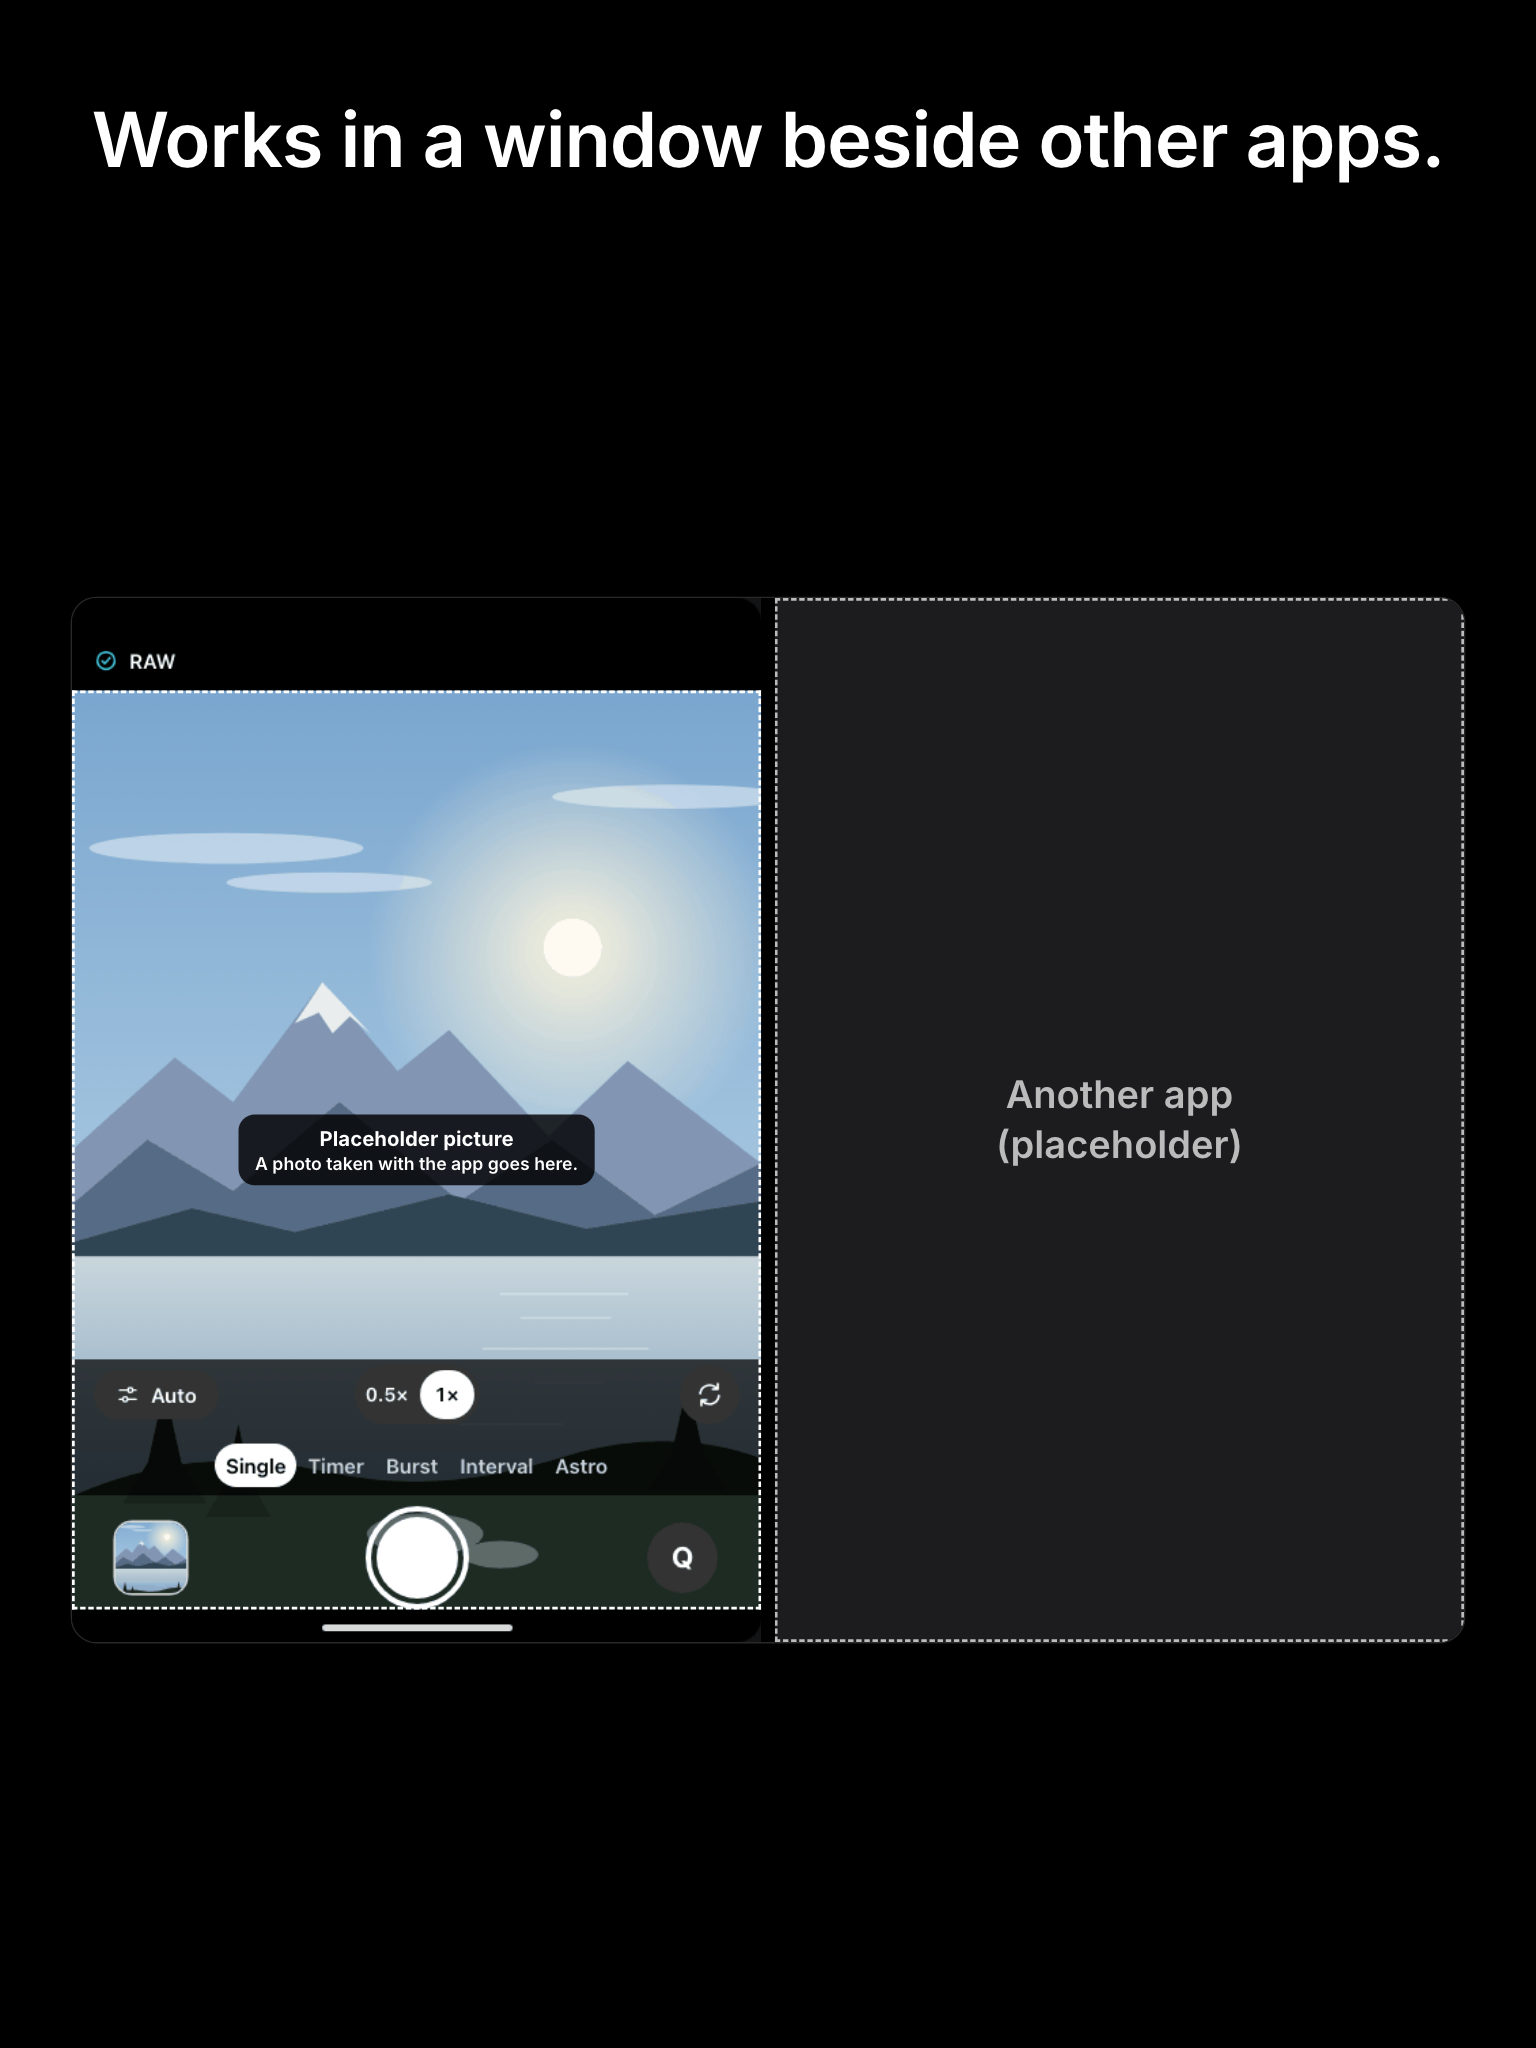 Works in a window beside other apps.
RAW
Placeholder picture
A photo taken with the app goes here.
Another app
(placeholder)
Auto
0.5×
1×
Single
Timer
Burst
Interval
Astro
Q